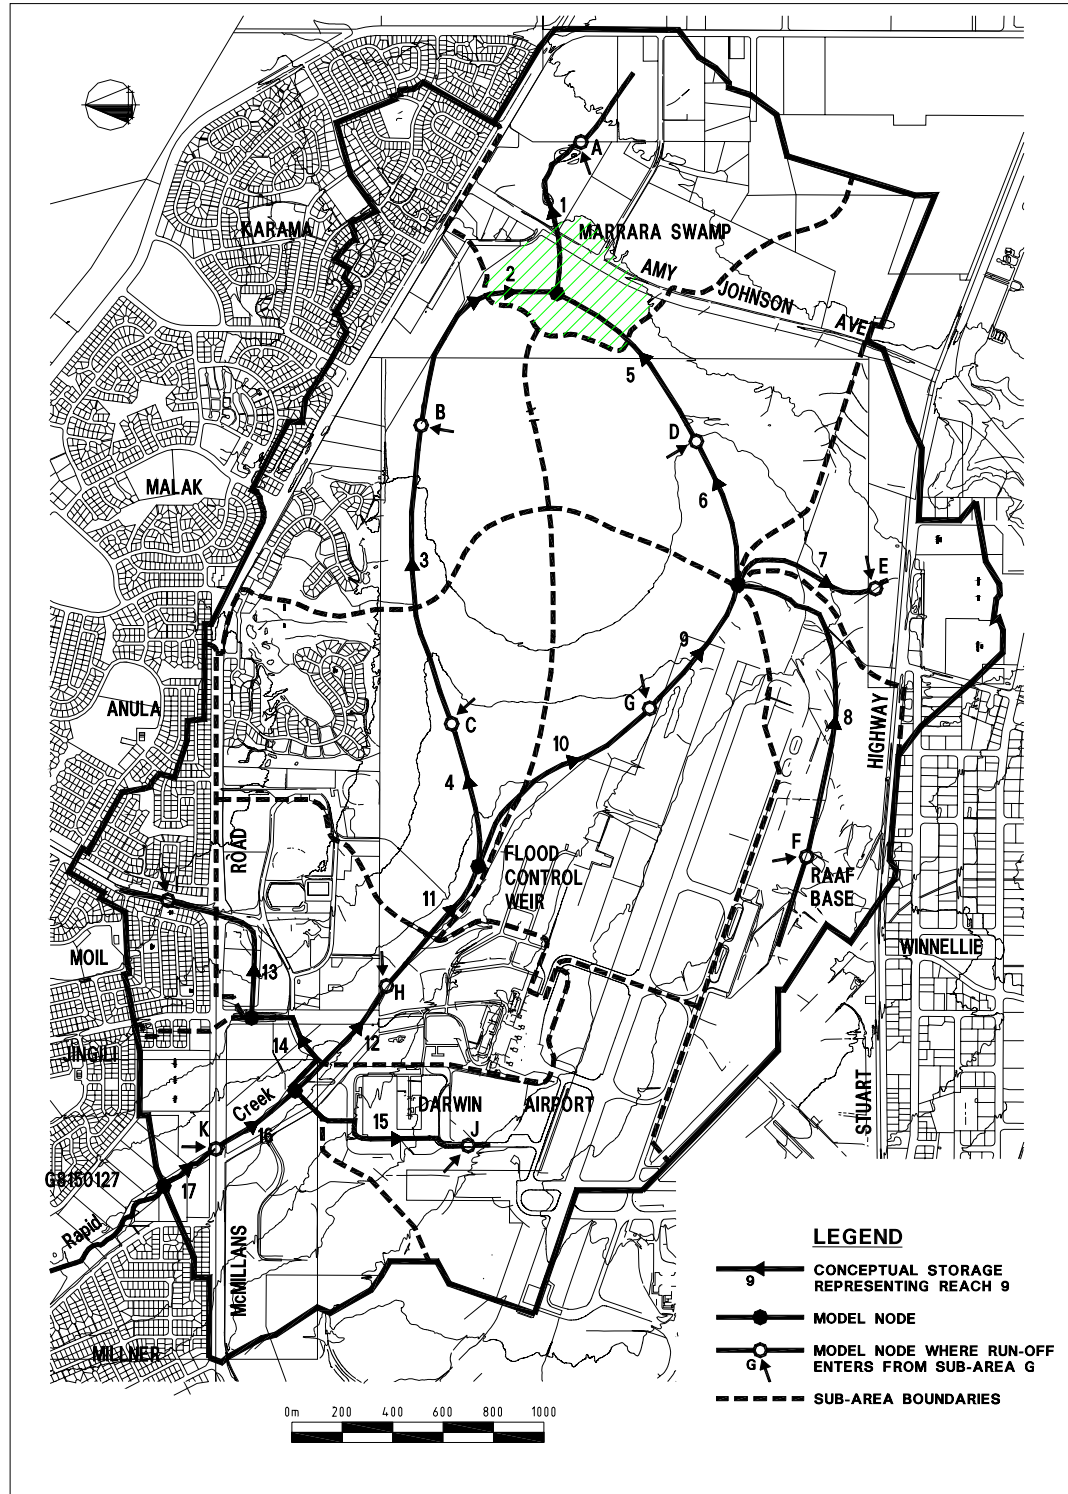 A
1
KARAMA
MARRARA SWAMP
AMY
JOHNSON
AVE
2
5
B
D
MALAK
6
3
7
E
9
ANULA
C
G
8
HIGHWAY
10
4
ROAD
FLOOD
CONTROL
WEIR
F
RAAF
BASE
11
MOIL
WINNELLIE
13
H
JINGILI
14
12
Creek
DARWIN
AIRPORT
STUART
15
K
J
16
G8150127
17
Rapid
McMILLANS
MILLNER
LEGEND
CONCEPTUAL STORAGE
9
REPRESENTING REACH 9
MODEL NODE
MODEL NODE WHERE RUN-OFF
G
ENTERS FROM SUB-AREA G
SUB-AREA BOUNDARIES
0m 200 400 600 800 1000